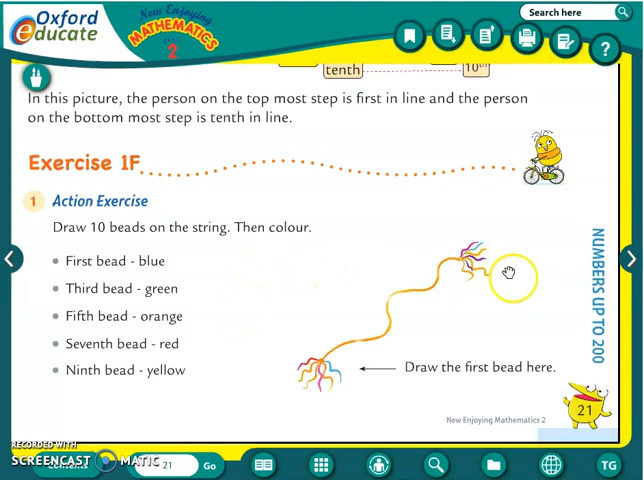 Oxford
educate
New Enjoying
MATHEMATICS
2
Search here
?
tenth
10th
In this picture, the person on the top most step is first in line and the person
on the bottom most step is tenth in line.
Exercise 1F
1 Action Exercise
Draw 10 beads on the string. Then colour.
First bead - blue
Third bead - green
Fifth bead - orange
Seventh bead - red
Ninth bead - yellow
Draw the first bead here.
NUMBERS UP TO 200
21
New Enjoying Mathematics 2
RECORDED WITH
SCREENCAST MATIC
Contents
21
Go
TG